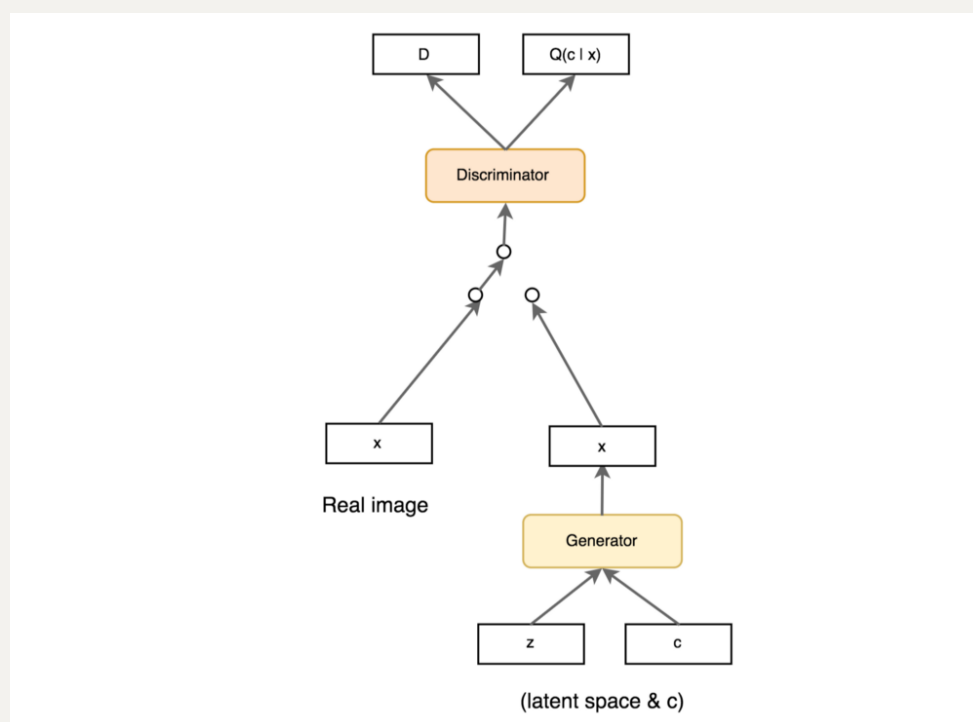 D
Q(c | x)
Discriminator
x
x
Real image
Generator
z
c
(latent space & c)